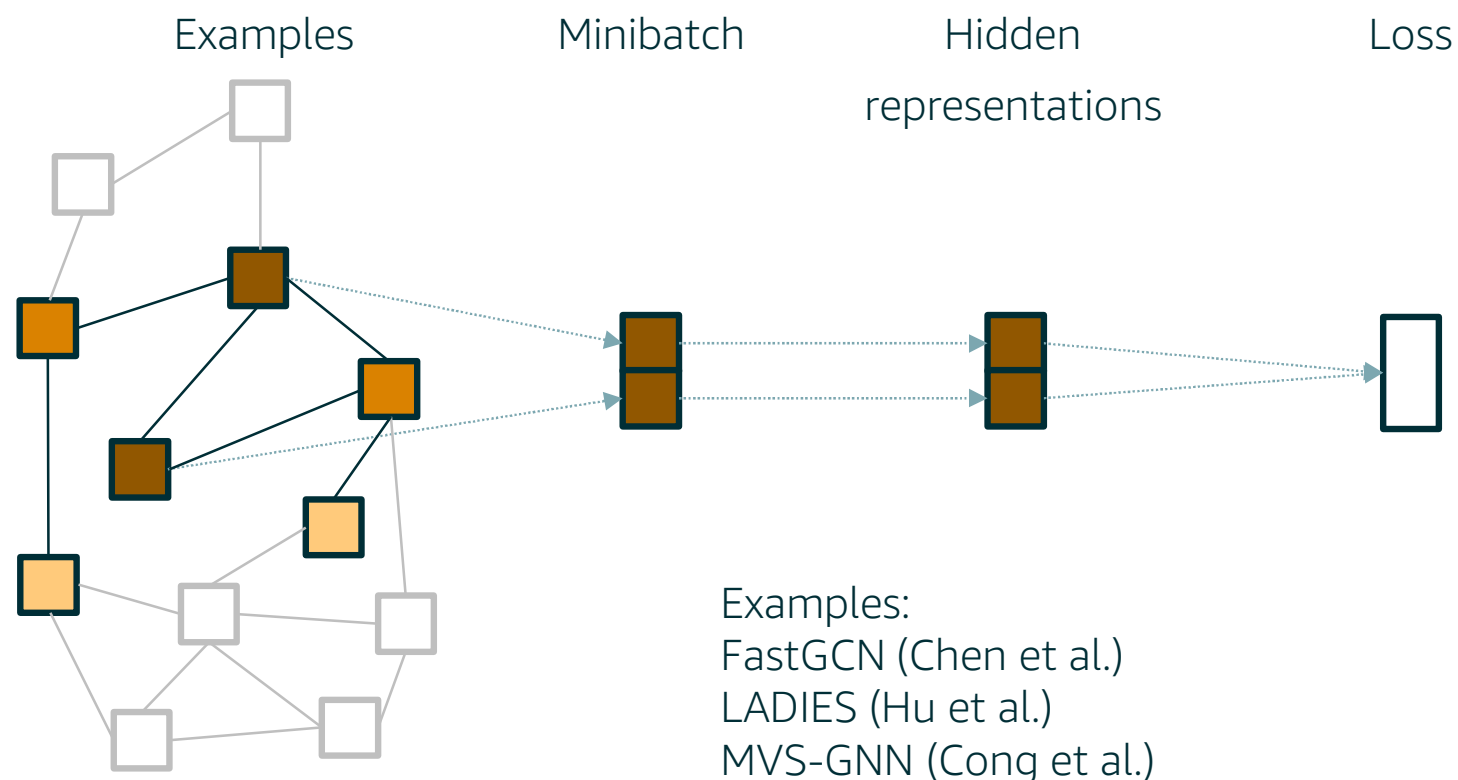 Examples Minibatch Hidden Loss
representations
Examples:
FastGCN (Chen et al.)
LADIES (Hu et al.)
MVS-GNN (Cong et al.)